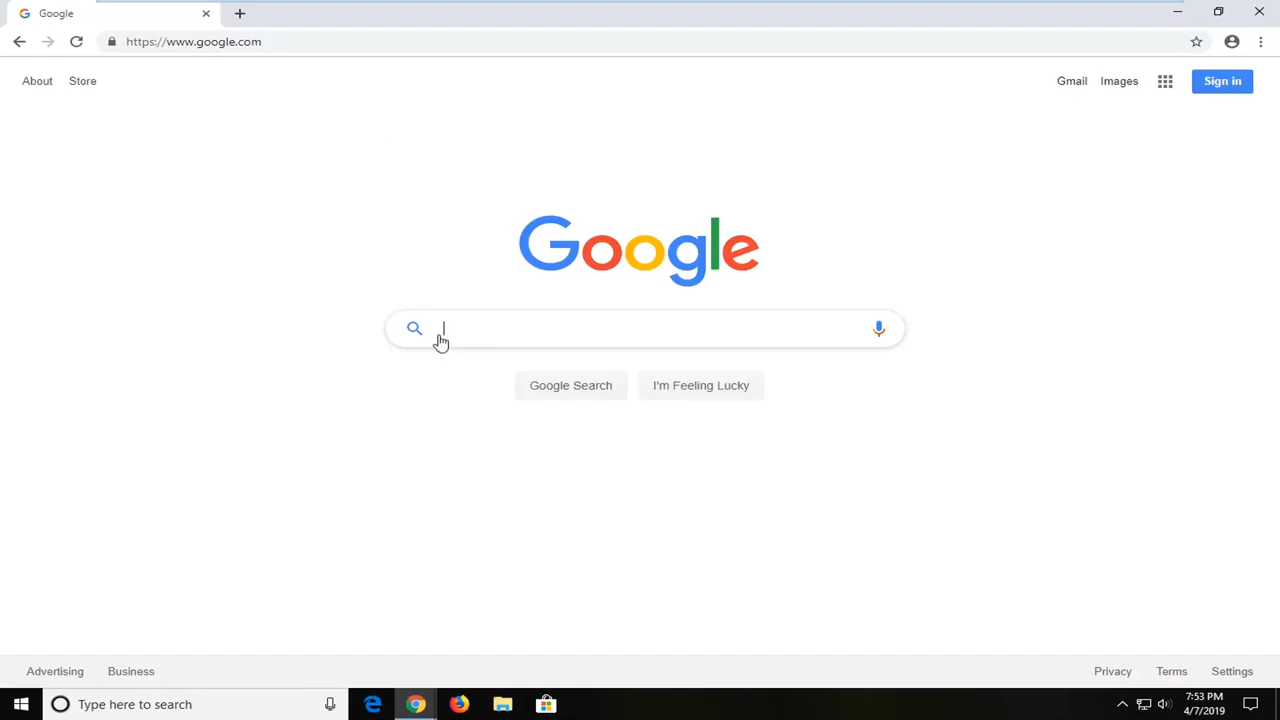 Google
https://www.google.com
About Store
Gmail Images Sign in
Google
Google Search I'm Feeling Lucky
Advertising Business
Privacy Terms Settings
Type here to search
7:53 PM
4/7/2019